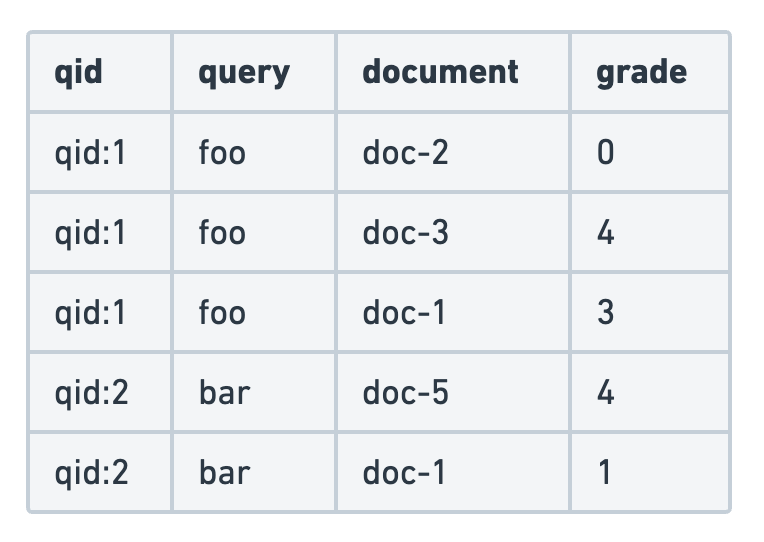 qid query document grade
qid:1 foo doc-2 0
qid:1 foo doc-3 4
qid:1 foo doc-1 3
qid:2 bar doc-5 4
qid:2 bar doc-1 1